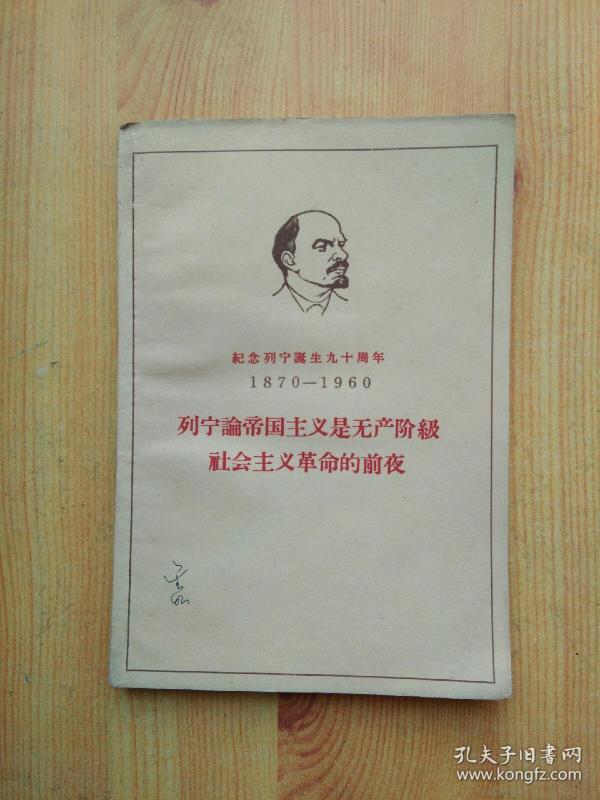 紀念列宁誕生九十周年
1870—1960
列宁論帝国主义是无产阶級
社会主义革命的前夜
孔夫子旧書网
www.kongfz.com